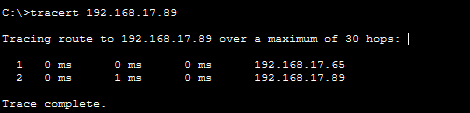 C:\>tracert 192.168.17.89
Tracing route to 192.168.17.89 over a maximum of 30 hops:
1 0 ms 0 ms 0 ms 192.168.17.65
2 0 ms 1 ms 0 ms 192.168.17.89
Trace complete.